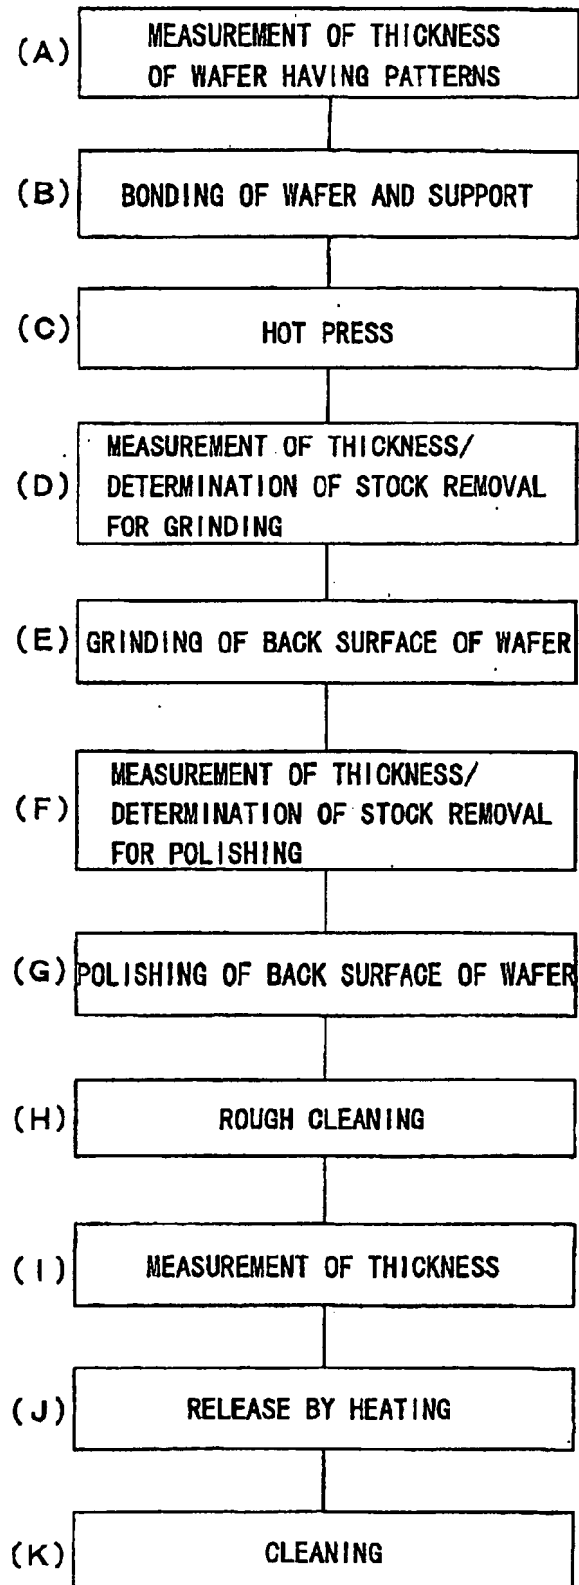 (A) MEASUREMENT OF THICKNESS
OF WAFER HAVING PATTERNS
(B) BONDING OF WAFER AND SUPPORT
(C) HOT PRESS
(D) MEASUREMENT OF THICKNESS/
DETERMINATION OF STOCK REMOVAL
FOR GRINDING
(E) GRINDING OF BACK SURFACE OF WAFER
(F) MEASUREMENT OF THICKNESS/
DETERMINATION OF STOCK REMOVAL
FOR POLISHING
(G) POLISHING OF BACK SURFACE OF WAFER
(H) ROUGH CLEANING
(I) MEASUREMENT OF THICKNESS
(J) RELEASE BY HEATING
(K) CLEANING